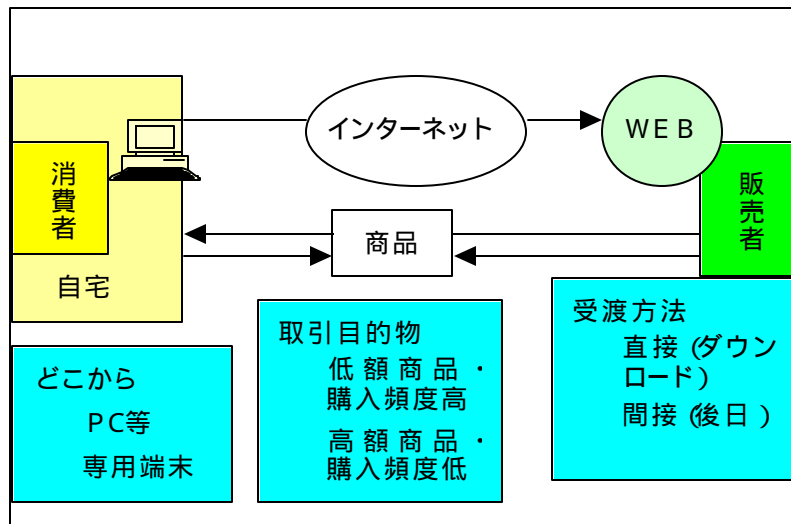 インターネット
WEB
消費者
販売者
商品
自宅
どこから
PC等
専用端末
取引目的物
低額商品・
購入頻度高
高額商品・
購入頻度低
受渡方法
直接(ダウン
ロード)
間接(後日)